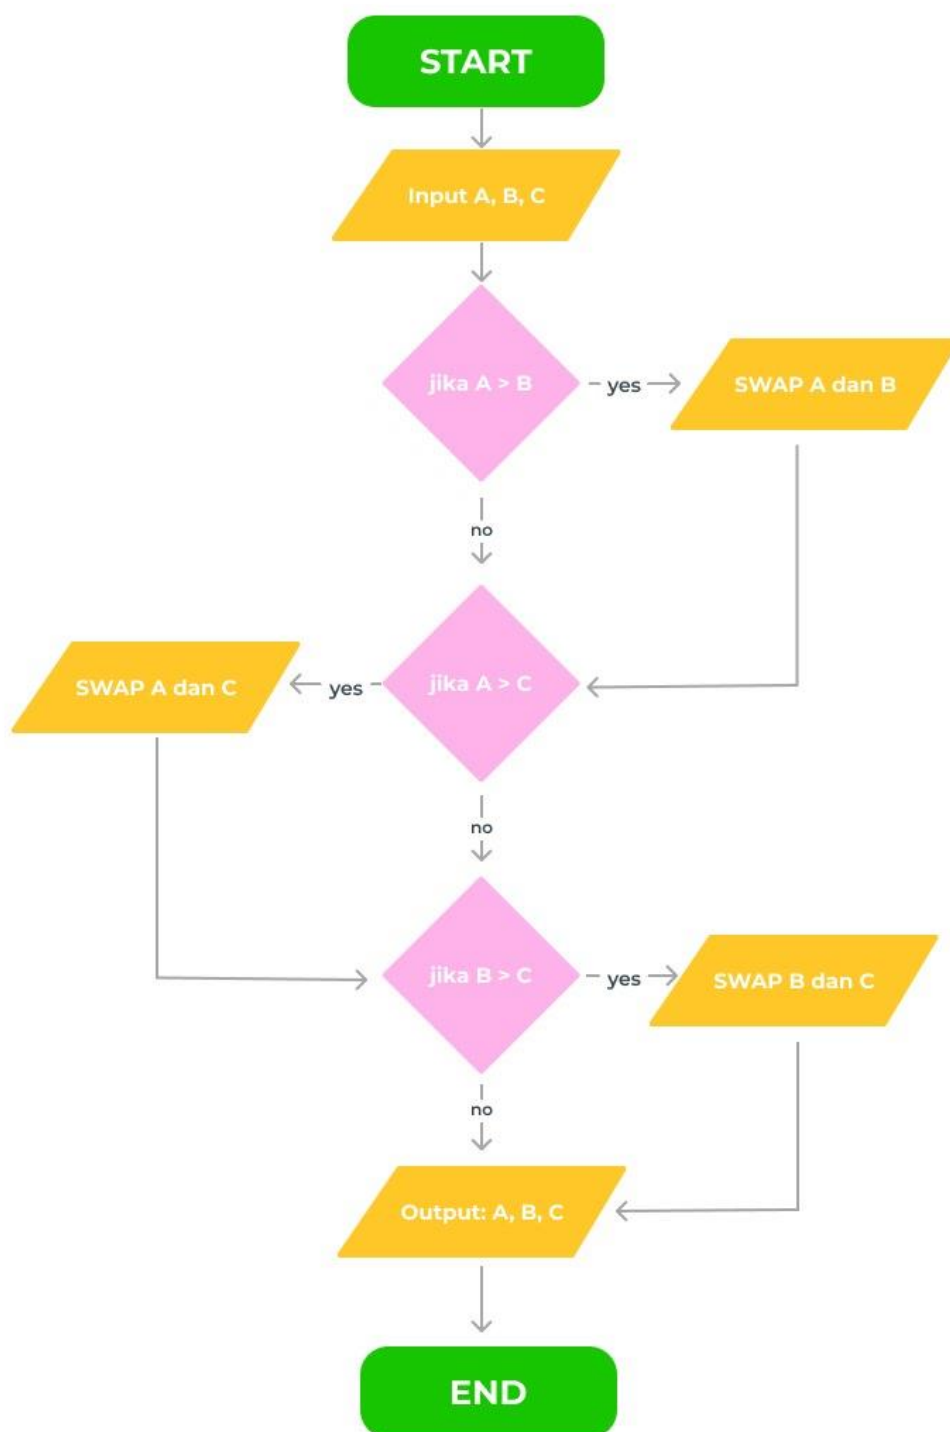 START
Input A, B, C
jika A > B
yes
SWAP A dan B
no
SWAP A dan C
yes
jika A > C
no
jika B > C
yes
SWAP B dan C
no
Output: A, B, C
END